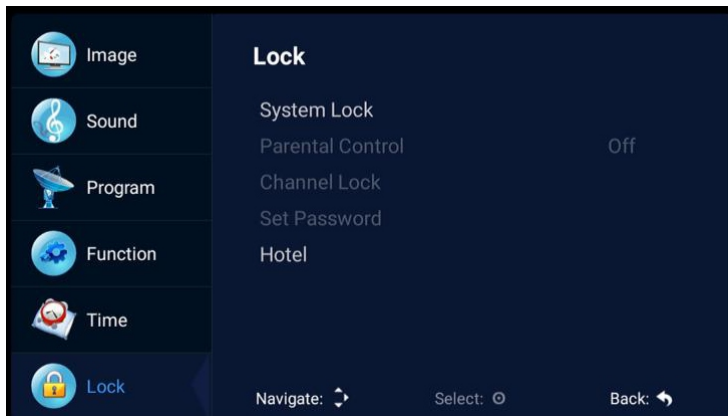 Image
Sound
Program
Function
Time
Lock
Lock
System Lock
Parental Control Off
Channel Lock
Set Password
Hotel
Navigate: Select: Back: